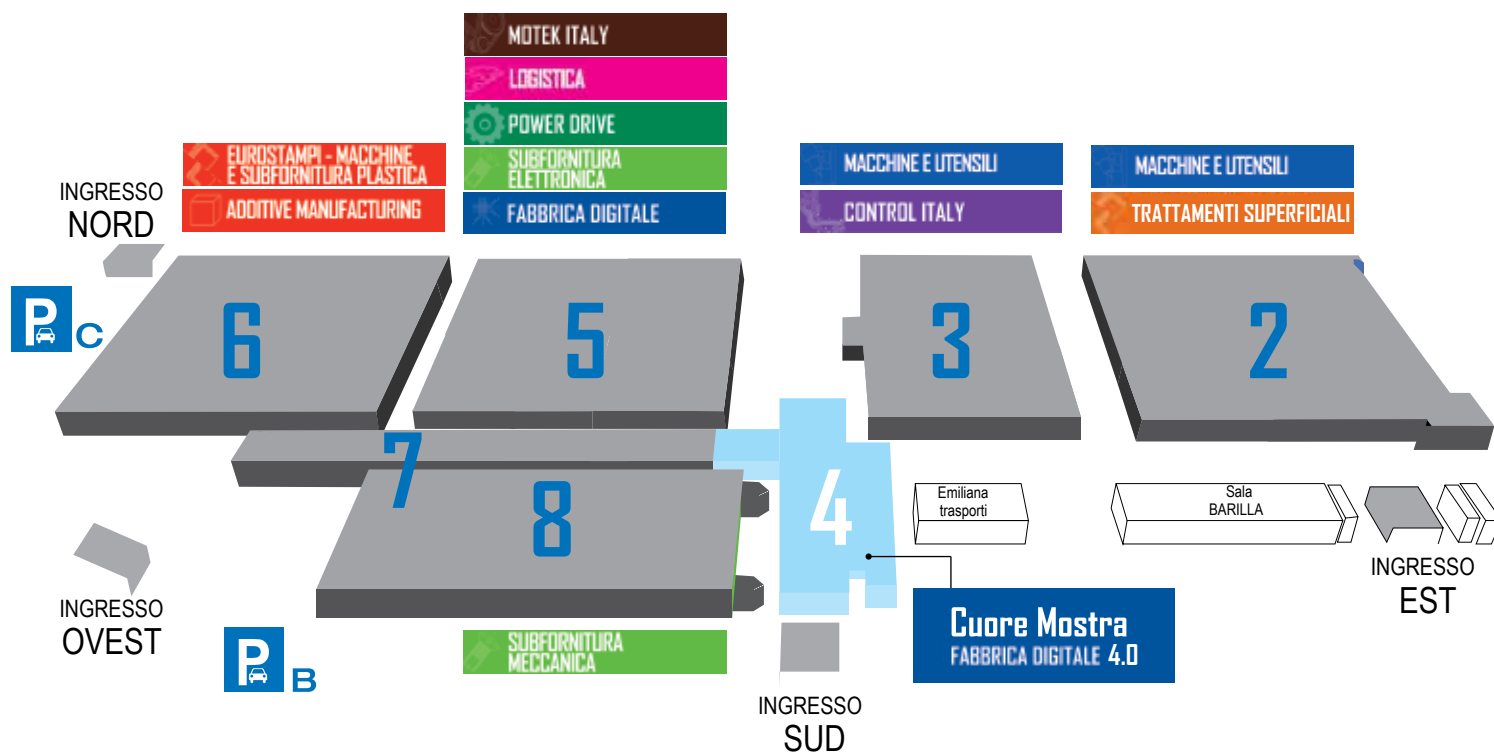 MOTEK ITALY
LOGISTICA
POWER DRIVE
SUBFORNITURA
ELETTRONICA
FABBRICA DIGITALE
EUROSTAMPI - MACCHINE
E SUBFORNITURA PLASTICA
ADDITIVE MANUFACTURING
MACCHINE E UTENSILI
CONTROL ITALY
MACCHINE E UTENSILI
TRATTAMENTI SUPERFICIALI
INGRESSO
NORD
P C
6
5
3
2
7
8
4
Emiliana
trasporti
Sala
BARILLA
INGRESSO
EST
INGRESSO
OVEST
P B
SUBFORNITURA
MECCANICA
Cuore Mostra
FABBRICA DIGITALE 4.0
INGRESSO
SUD